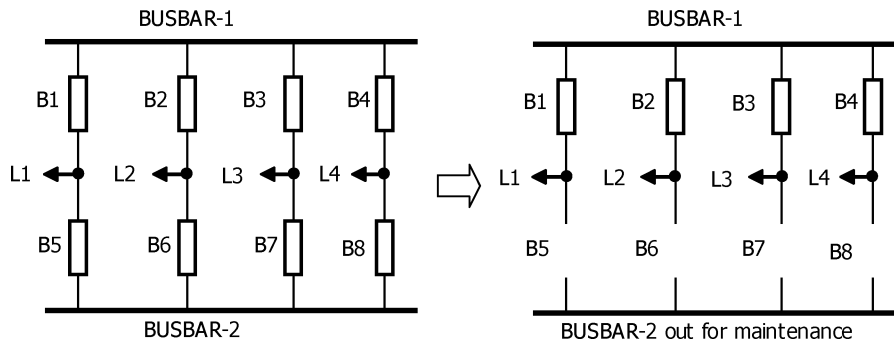 BUSBAR-1
B1 B2 B3 B4
L1 L2 L3 L4
B5 B6 B7 B8
BUSBAR-2
BUSBAR-1
B1 B2 B3 B4
L1 L2 L3 L4
B5 B6 B7 B8
BUSBAR-2 out for maintenance